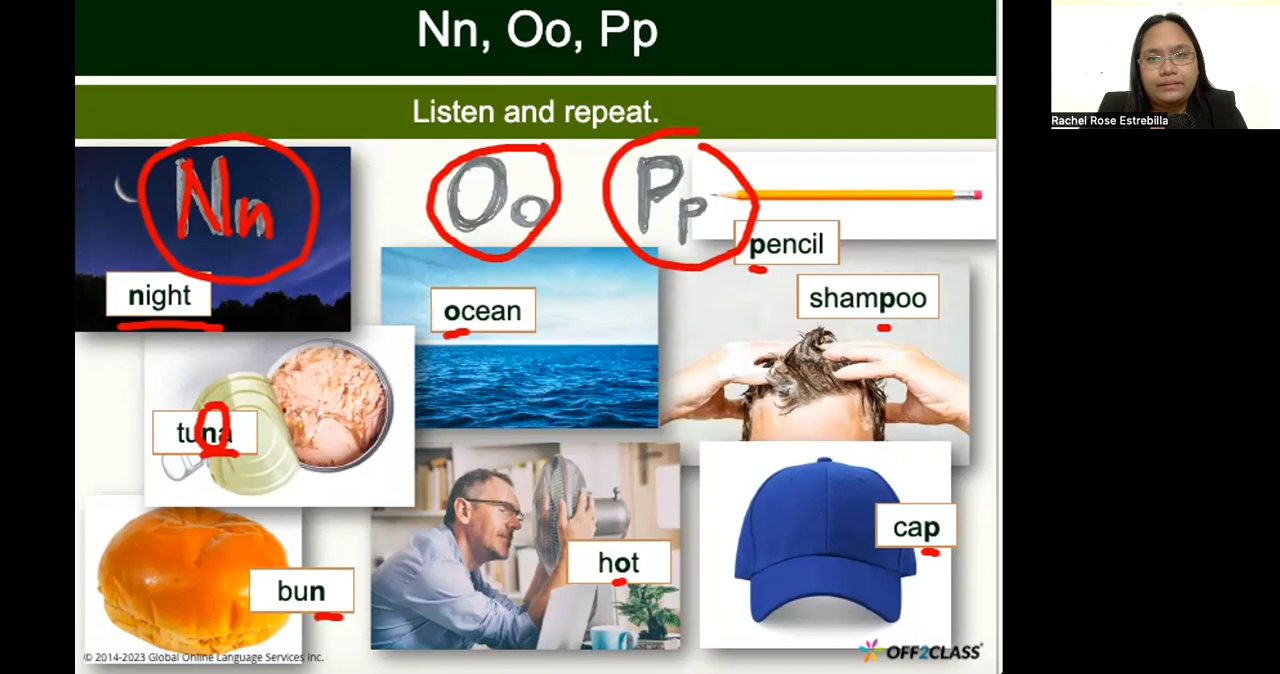 Nn, Oo, Pp
Listen and repeat.
Rachel Rose Estrebilla
Nn
Oo
Pp
pencil
night
ocean
shampoo
tuna
cap
hot
bun
© 2014-2023 Global Online Language Services Inc.
OFF2CLASS